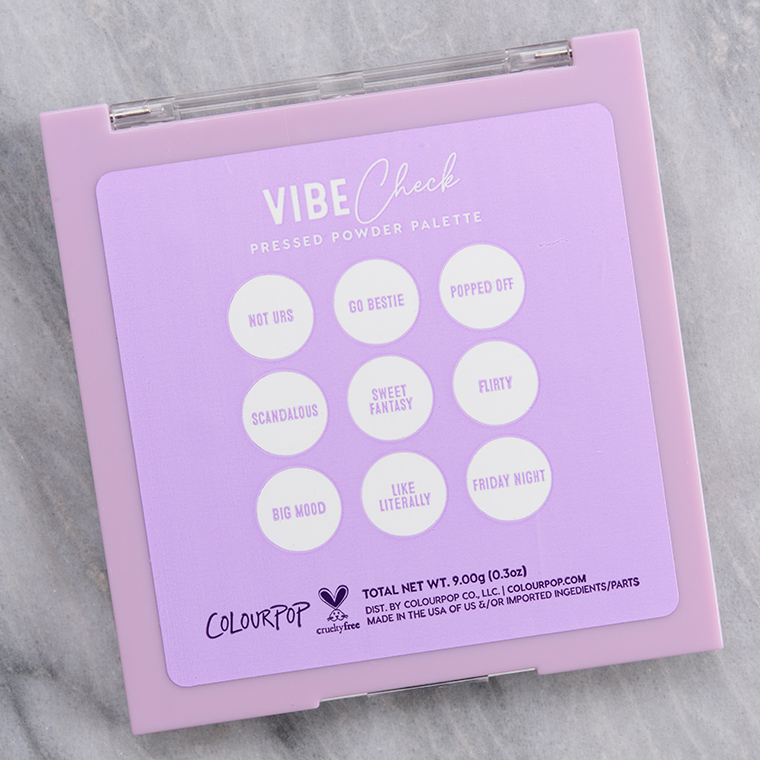 VIBE Check
PRESSED POWDER PALETTE
NOT URS
GO BESTIE
POPPED OFF
SCANDALOUS
SWEET
FANTASY
FLIRTY
BIG MOOD
LIKE
LITERALLY
FRIDAY NIGHT
COLOURPOP
crueltyfree
TOTAL NET WT. 9.00g (0.3oz)
DIST. BY COLOURPOP CO., LLC. | COLOURPOP.COM
MADE IN THE USA OF US &/OR IMPORTED INGEDIENTS/PARTS